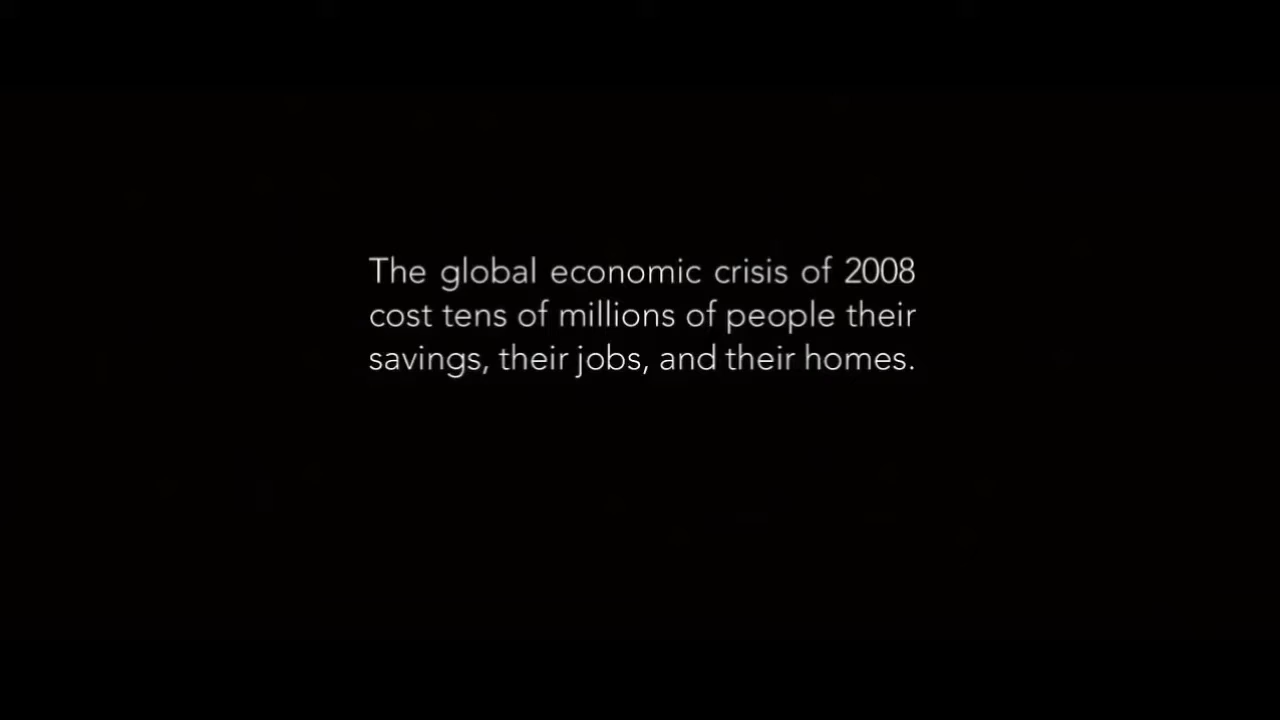 The global economic crisis of 2008
cost tens of millions of people their
savings, their jobs, and their homes.